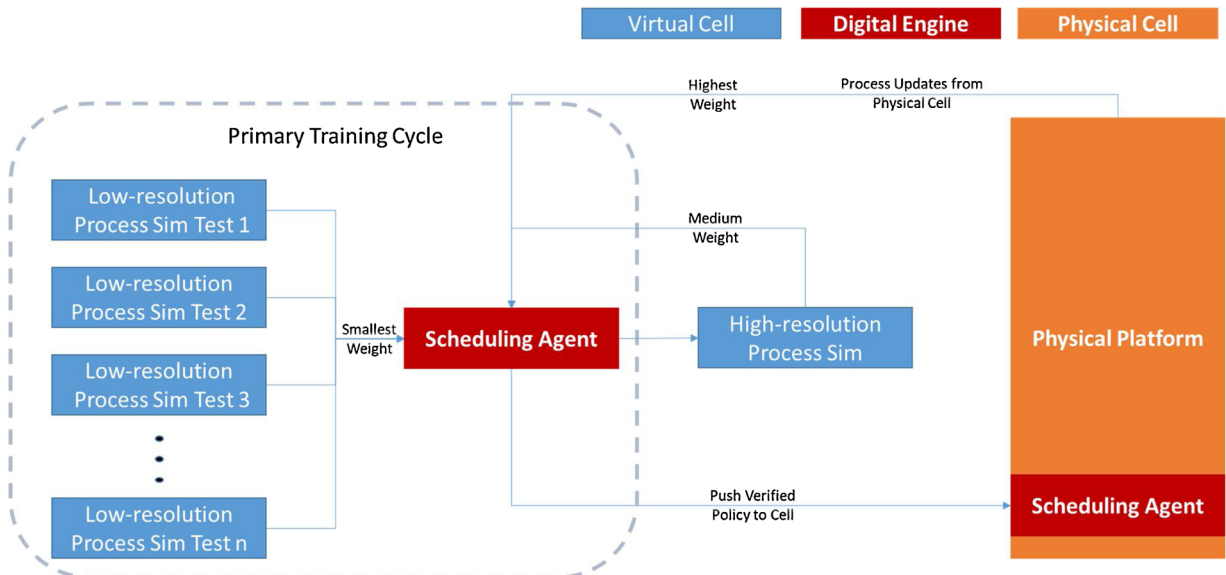 Virtual Cell
Digital Engine
Physical Cell
Highest
Weight
Process Updates from
Physical Cell
Primary Training Cycle
Low-resolution
Process Sim Test 1
Medium
Weight
Low-resolution
Process Sim Test 2
Smallest
Weight
Scheduling Agent
High-resolution
Process Sim
Physical Platform
Low-resolution
Process Sim Test 3
Push Verified
Policy to Cell
Scheduling Agent
Low-resolution
Process Sim Test n